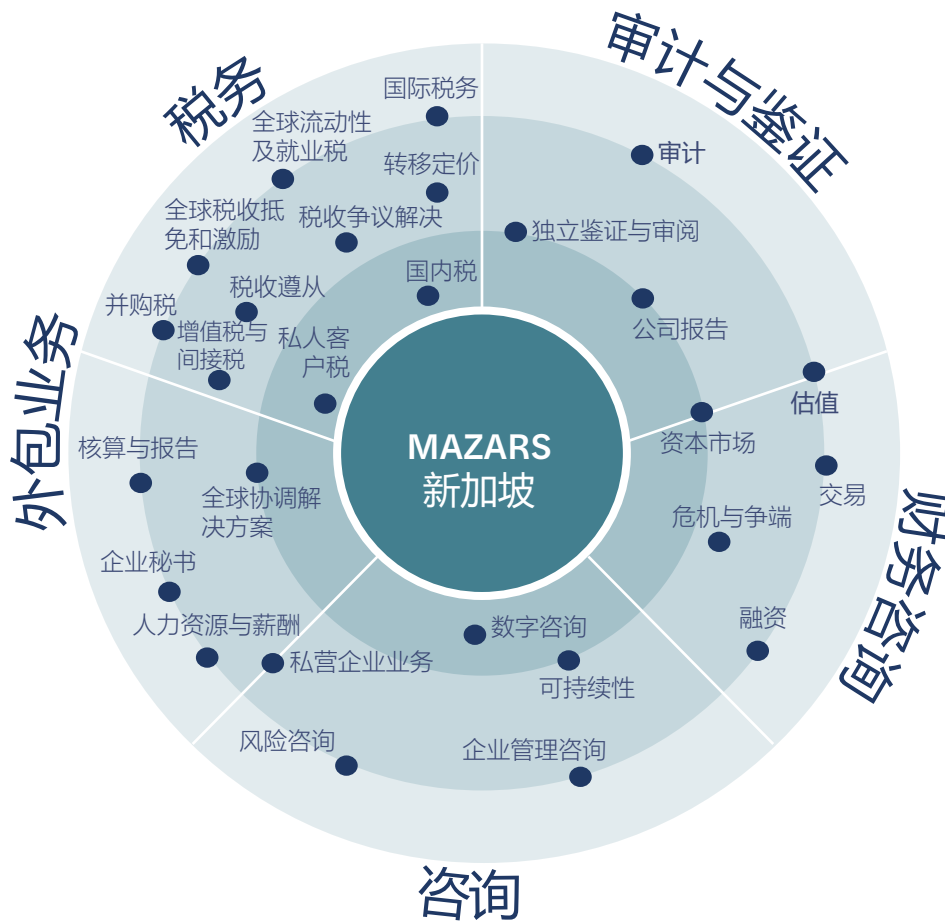 审计与鉴证
审计
独立鉴证与审阅
公司报告
财务咨询
估值
资本市场
交易
危机与争端
融资
咨询
数字咨询
可持续性
私营企业业务
风险咨询
企业管理咨询
外包业务
核算与报告
全球协调解
决方案
企业秘书
人力资源与薪酬
税务
国际税务
全球流动性
及就业税
转移定价
全球税收抵
免和激励
税收争议解决
国内税
税收遵从
并购税
增值税与
间接税
私人客
户税
MAZARS
新加坡